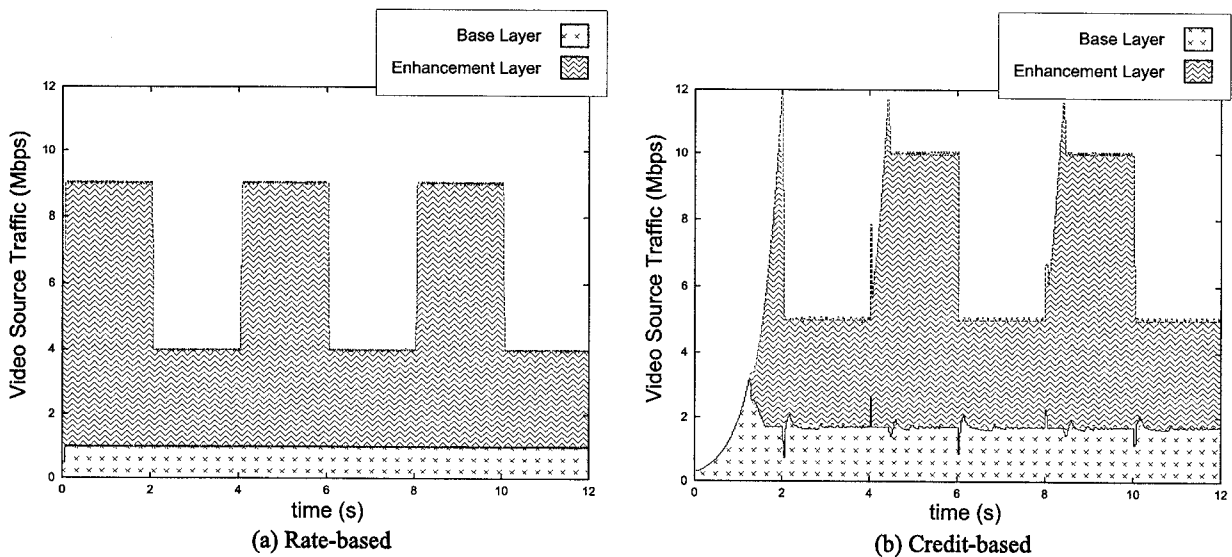 Base Layer
Enhancement Layer
12
10
8
6
4
2
0
Video Source Traffic (Mbps)
0 2 4 6 8 10 12
time (s)
(a) Rate-based
Base Layer
Enhancement Layer
12
10
8
6
4
2
0
Video Source Traffic (Mbps)
0 2 4 6 8 10 12
time (s)
(b) Credit-based